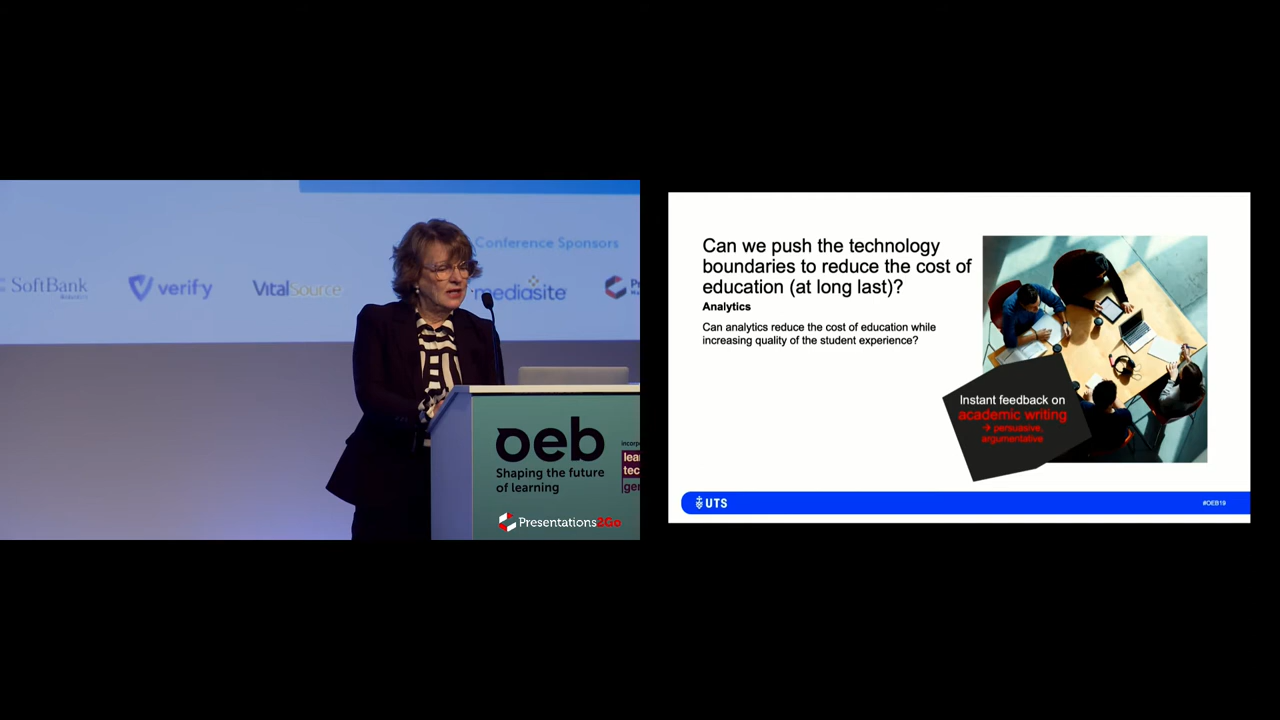 Conference Sponsors
SoftBank
verify
VitalSource
mediasite
oeb
Shaping the future
of learning
Presentations2Go
Can we push the technology
boundaries to reduce the cost of
education (at long last)?
Analytics
Can analytics reduce the cost of education while
increasing quality of the student experience?
Instant feedback on
academic writing
→ persuasive,
argumentative
UTS
#OEB19